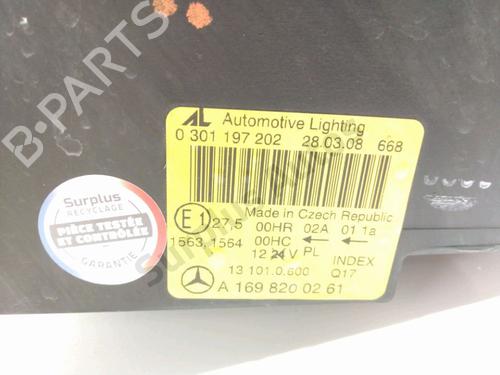 AL Automotive Lighting
0 301 197 202 28.03.08 668
Made in Czech Republic
E1 27,5 00HR 02A 01 1a
1563, 1564 00HC ← ←
12 24 V PL INDEX
13 101.0.600 Q17
A 169 820 02 61
Surplus
RECYCLAGE
PIÈCE TESTÉE
ET CONTRÔLÉE
GARANTIE
B-PARTS